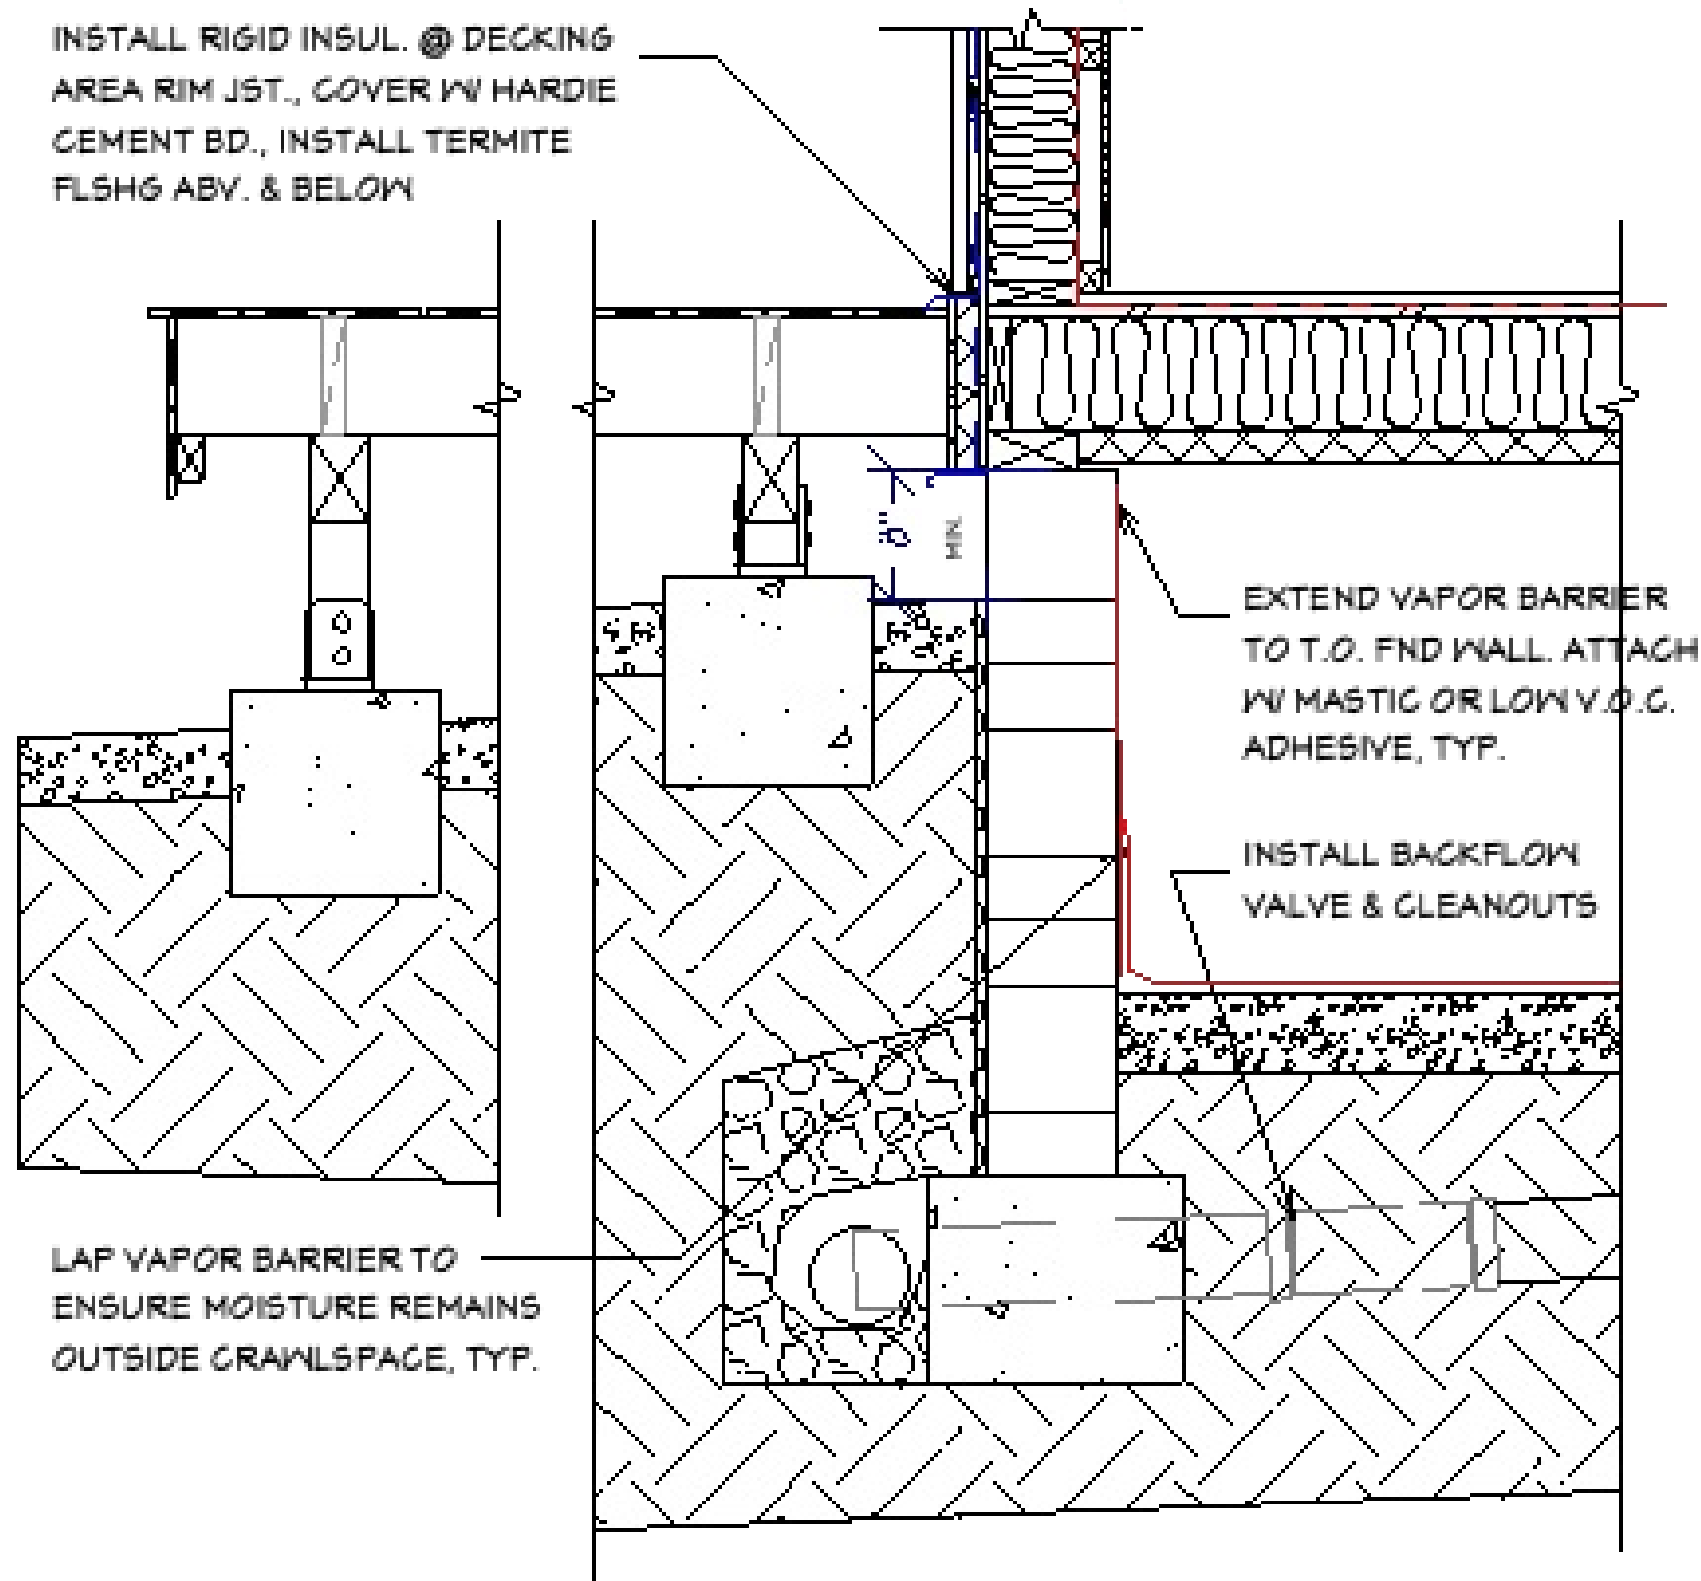 INSTALL RIGID INSUL. @ DECKING
AREA RIM JST., COVER W/ HARDIE
CEMENT BD., INSTALL TERMITE
FLSHG ABV. & BELOW
8"
MIN.
EXTEND VAPOR BARRIER
TO T.O. FND WALL. ATTACH
W/ MASTIC OR LOW V.O.C.
ADHESIVE, TYP.
INSTALL BACKFLOW
VALVE & CLEANOUTS
LAP VAPOR BARRIER TO
ENSURE MOISTURE REMAINS
OUTSIDE CRAWLSPACE, TYP.